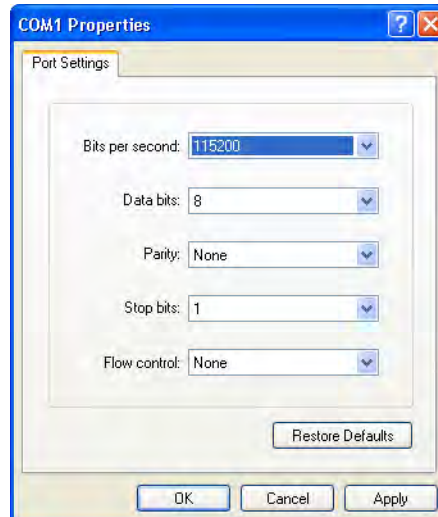 COM1 Properties
Port Settings
Bits per second: 115200
Data bits: 8
Parity: None
Stop bits: 1
Flow control: None
Restore Defaults
OK Cancel Apply